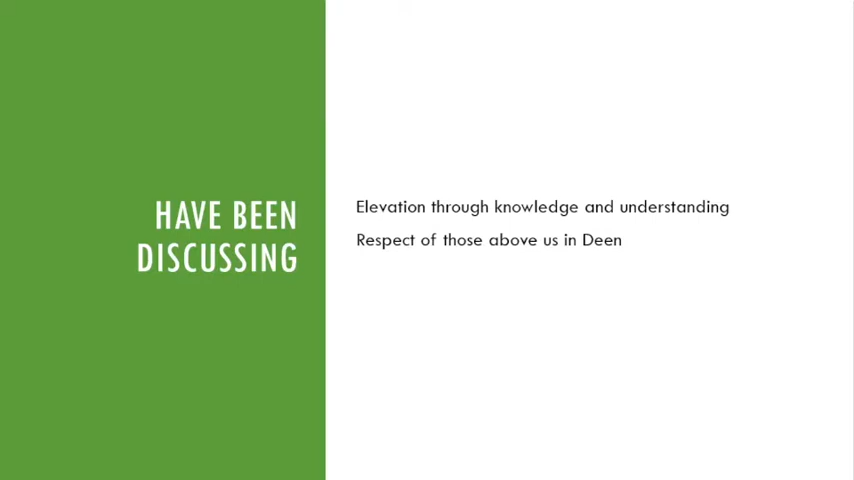 HAVE BEEN
DISCUSSING
Elevation through knowledge and understanding
Respect of those above us in Deen